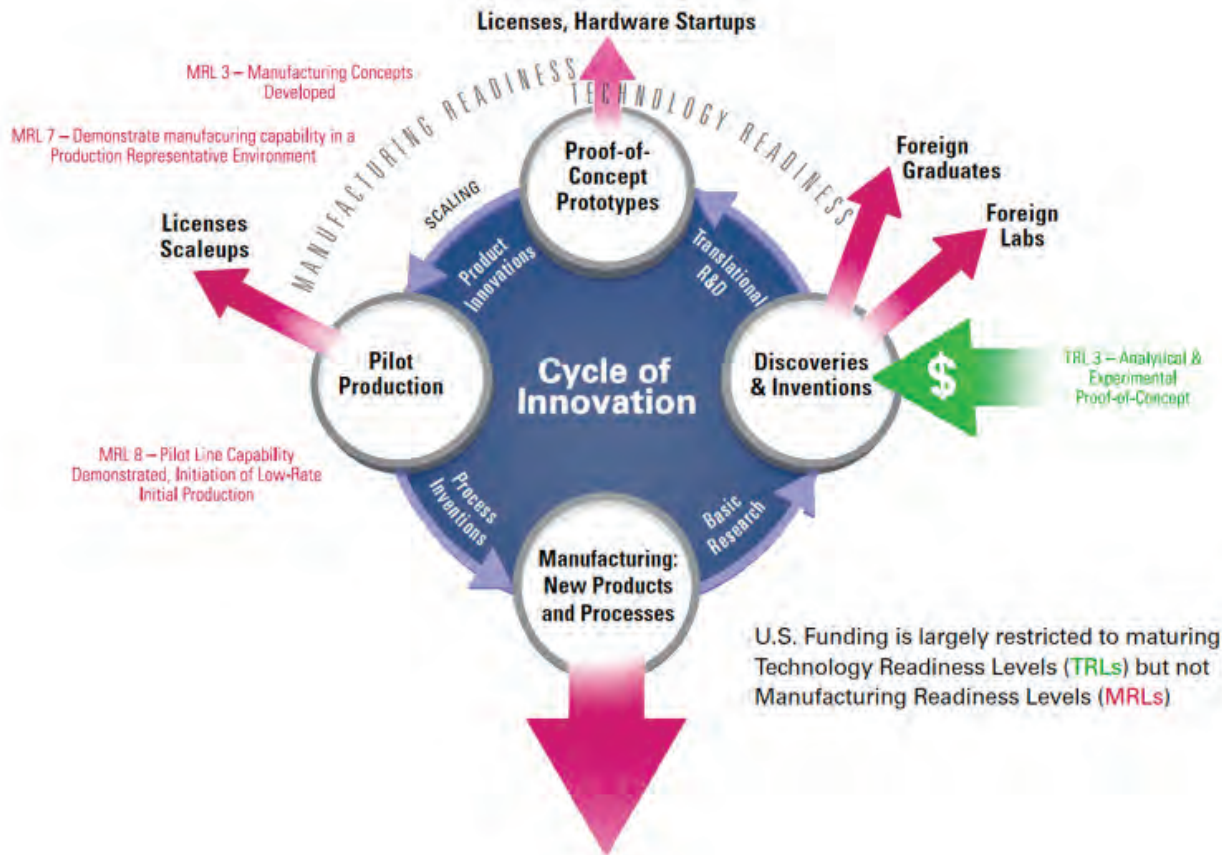 Licenses, Hardware Startups
MRL 3 – Manufacturing Concepts
Developed
MANUFACTURING READINESS
TECHNOLOGY READINESS
MRL 7 – Demonstrate manufacuring capability in a
Production Representative Environment
Proof-of-
Concept
Prototypes
Foreign
Graduates
Foreign
Labs
Licenses
Scaleups
SCALING
Product
Innovations
Translational
R&D
Pilot
Production
Cycle of
Innovation
Discoveries
& Inventions
$
TRL 3 – Analytical &
Experimental
Proof-of-Concept
MRL 8 – Pilot Line Capability
Demonstrated, Initiation of Low-Rate
Initial Production
Process
Inventions
Basic
Research
Manufacturing:
New Products
and Processes
U.S. Funding is largely restricted to maturing
Technology Readiness Levels (TRLs) but not
Manufacturing Readiness Levels (MRLs)